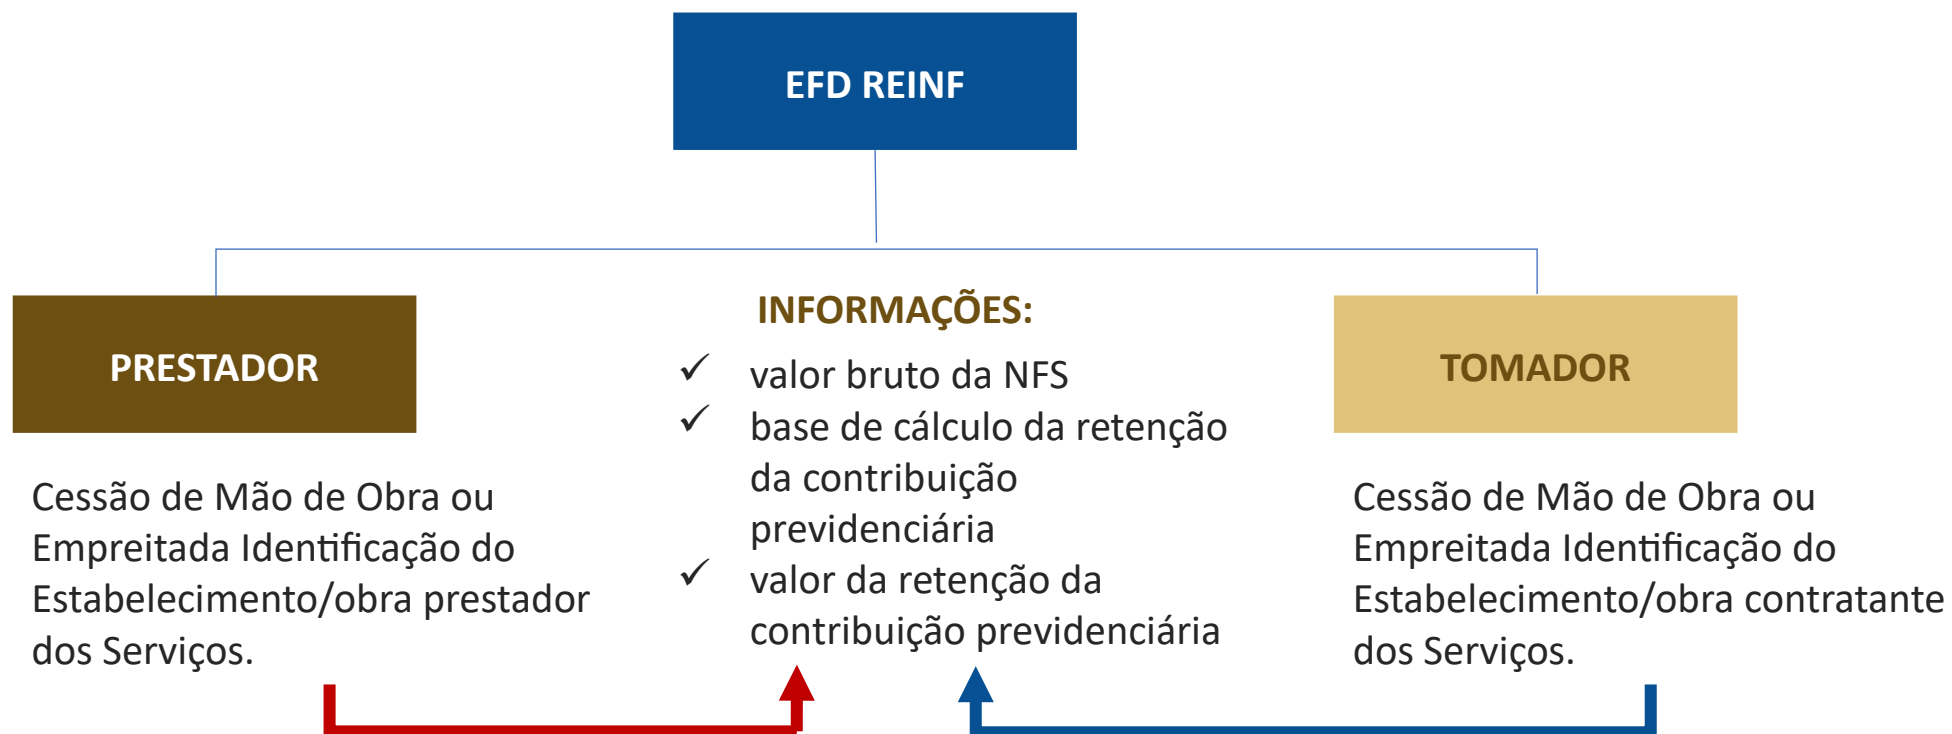 EFD REINF
PRESTADOR
Cessão de Mão de Obra ou
Empreitada Identificação do
Estabelecimento/obra prestador
dos Serviços.
INFORMAÇÕES:
✓ valor bruto da NFS
✓ base de cálculo da retenção
da contribuição
previdenciária
✓ valor da retenção da
contribuição previdenciária
TOMADOR
Cessão de Mão de Obra ou
Empreitada Identificação do
Estabelecimento/obra contratante
dos Serviços.